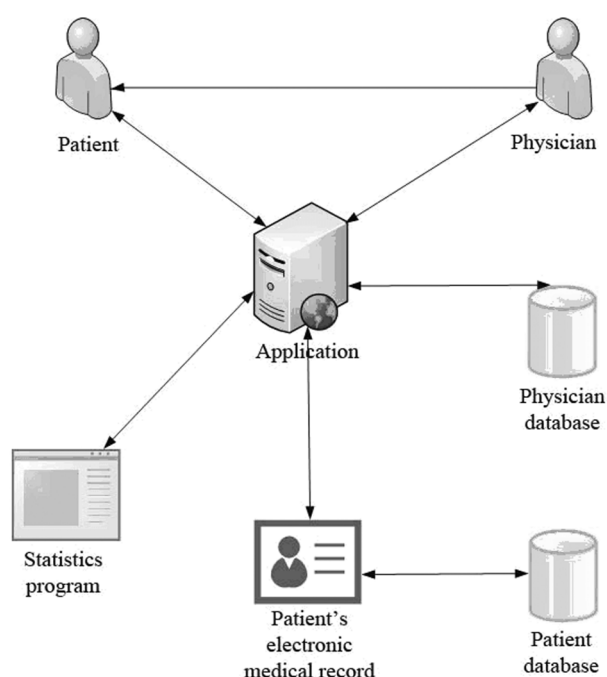 Patient
Physician
Application
Physician
database
Statistics
program
Patient's
electronic
medical record
Patient
database